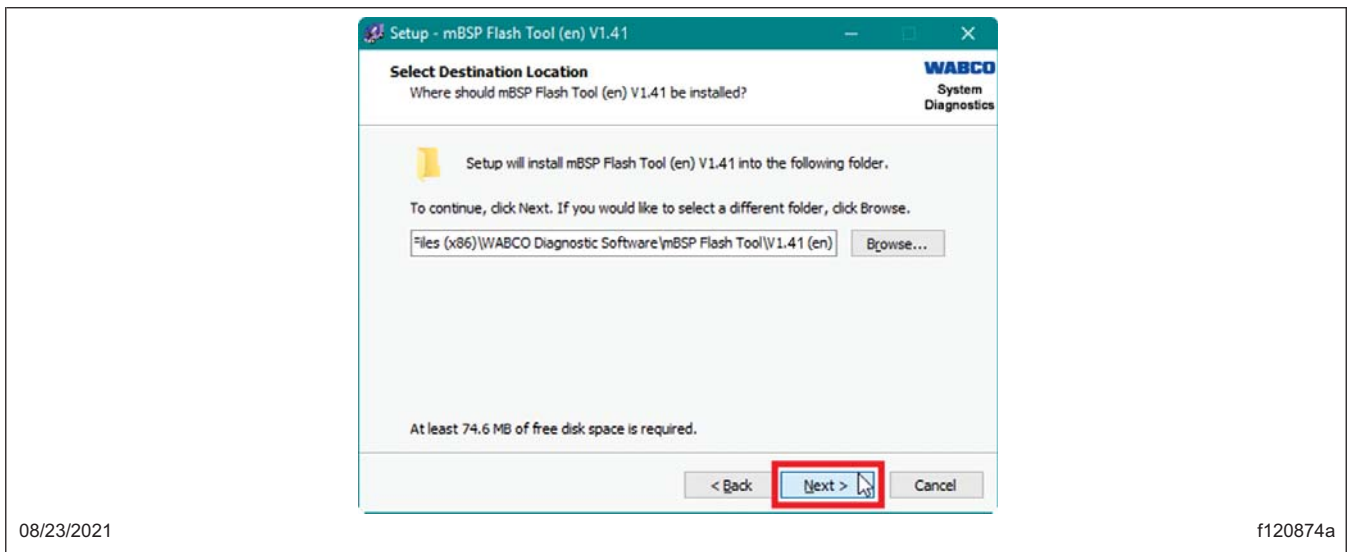 Setup - mBSP Flash Tool (en) V1.41
Select Destination Location
Where should mBSP Flash Tool (en) V1.41 be installed?
WABCO
System
Diagnostics
Setup will install mBSP Flash Tool (en) V1.41 into the following folder.
To continue, click Next. If you would like to select a different folder, click Browse.
Files (x86)\WABCO Diagnostic Software\mBSP Flash Tool\V1.41 (en)
Browse...
At least 74.6 MB of free disk space is required.
< Back
Next >
Cancel
08/23/2021
f120874a